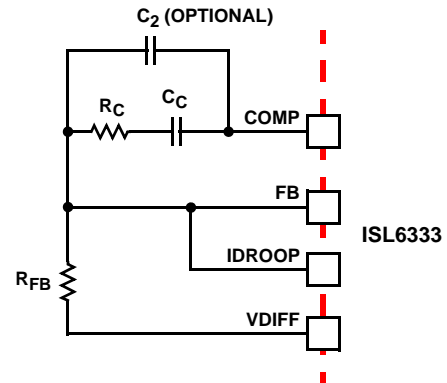 C2 (OPTIONAL)
RC
CC
COMP
FB
ISL6333
IDROOP
RFB
VDIFF